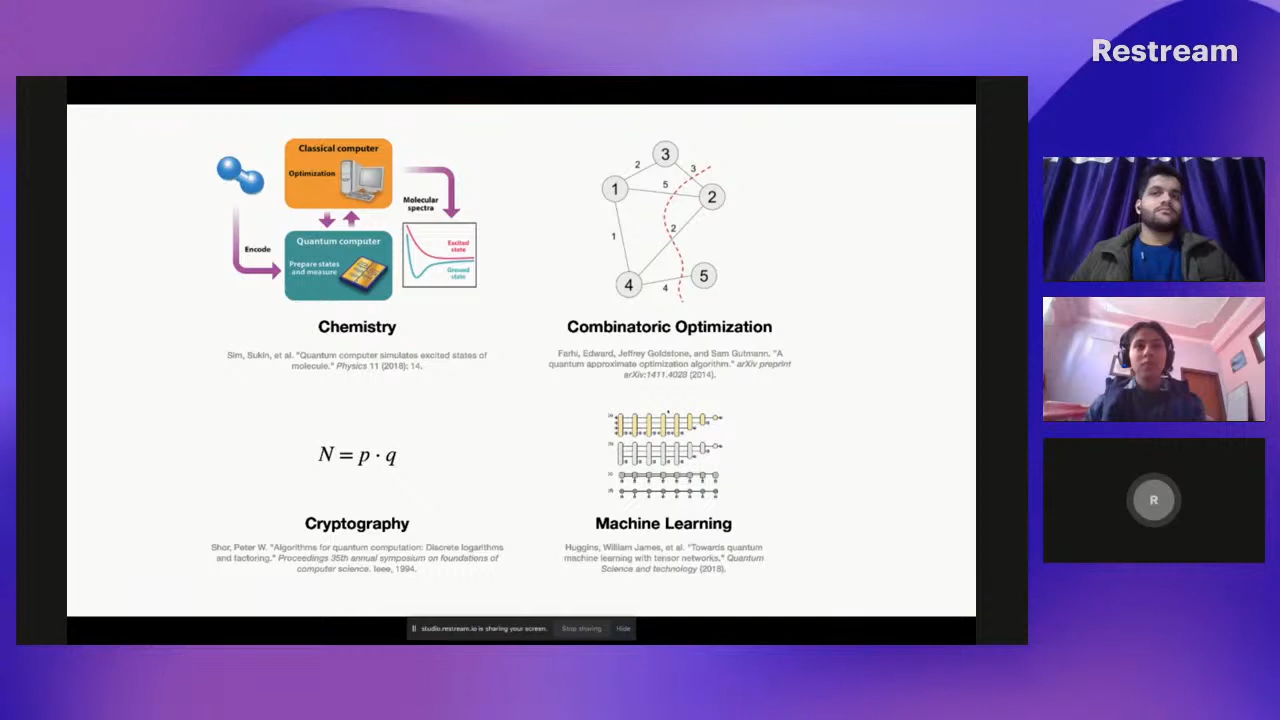 Restream
Classical computer
Optimization
Molecular
spectra
Quantum computer
Encode
Prepare states
and measure
Excited
state
Ground
state
3
2
3
1
5
2
2
1
4
4
5
Chemistry
Sim, Sukin, et al. "Quantum computer simulates excited states of
molecule." Physics 11 (2018): 14.
Combinatoric Optimization
Farhi, Edward, Jeffrey Goldstone, and Sam Gutmann. "A
quantum approximate optimization algorithm." arXiv preprint
arXiv:1411.4028 (2014).
N = p · q
Cryptography
Shor, Peter W. "Algorithms for quantum computation: Discrete logarithms
and factoring." Proceedings 35th annual symposium on foundations of
computer science. Ieee, 1994.
Machine Learning
Huggins, William James, et al. "Towards quantum
machine learning with tensor networks." Quantum
Science and technology (2018).
R
studio.restream.io is sharing your screen.
Stop sharing
Hide